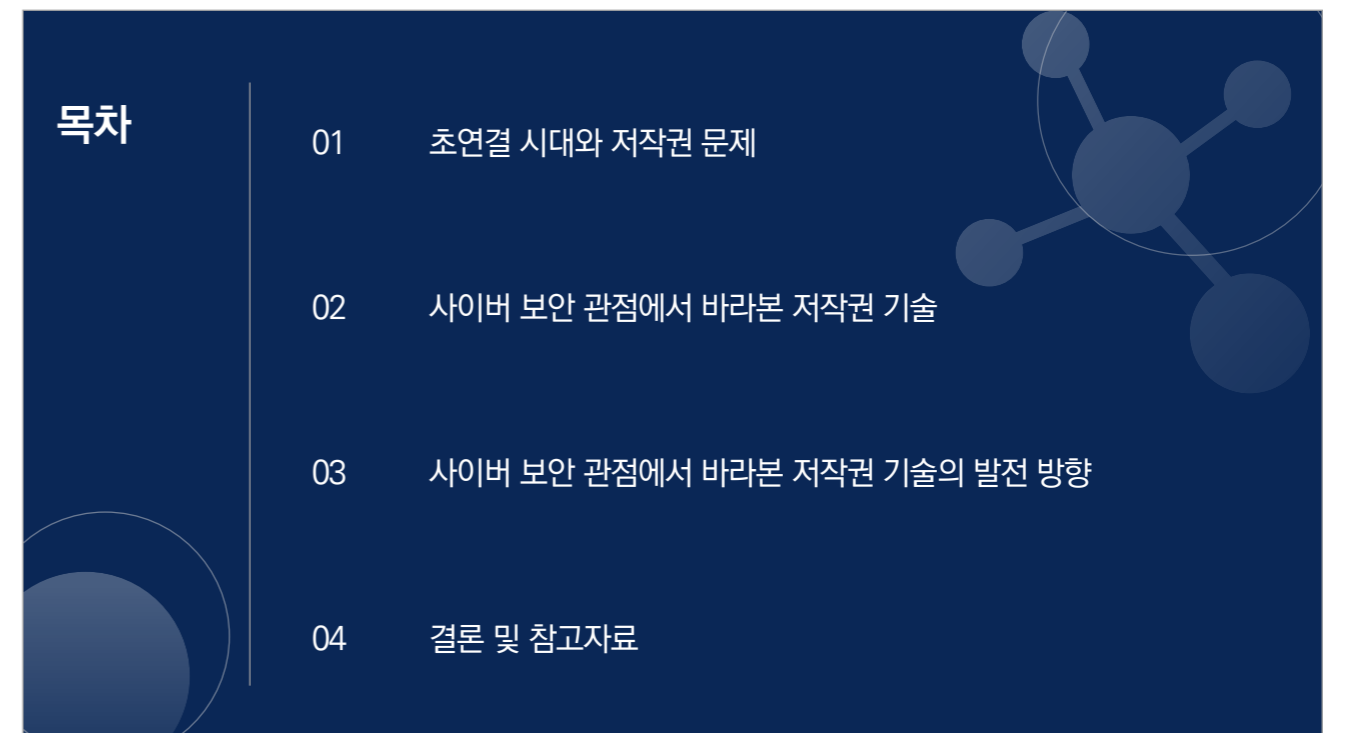 목차
01 초연결 시대와 저작권 문제
02 사이버 보안 관점에서 바라본 저작권 기술
03 사이버 보안 관점에서 바라본 저작권 기술의 발전 방향
04 결론 및 참고자료